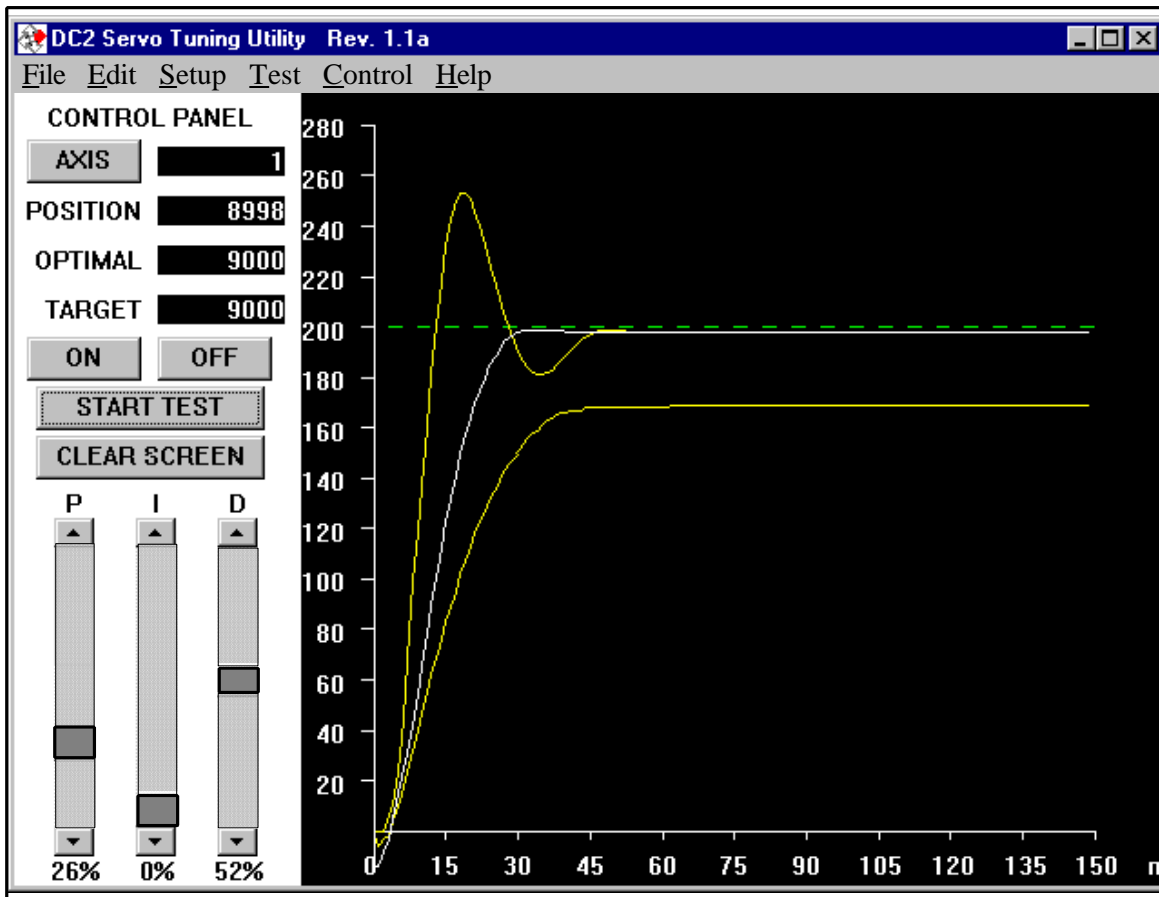 DC2 Servo Tuning Utility Rev. 1.1a
File Edit Setup Test Control Help
CONTROL PANEL
AXIS 1
POSITION 8998
OPTIMAL 9000
TARGET 9000
ON OFF
START TEST
CLEAR SCREEN
P I D
26% 0% 52%
280
260
240
220
200
180
160
140
120
100
80
60
40
20
0 15 30 45 60 75 90 105 120 135 150